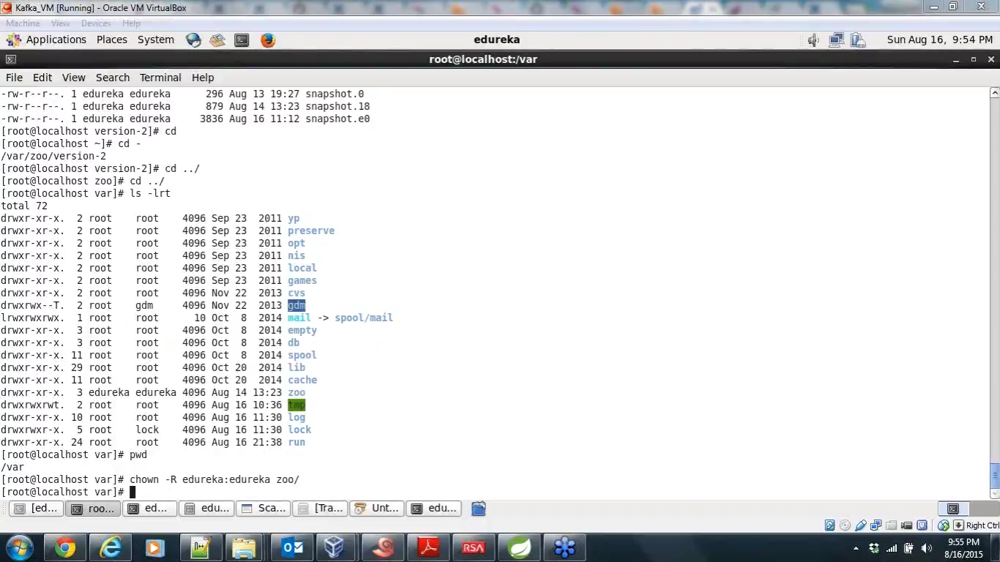 Kafka_VM [Running] - Oracle VM VirtualBox
Machine View Devices Help
Applications Places System edureka Sun Aug 16, 9:54 PM
root@localhost:/var
File Edit View Search Terminal Help
-rw-r--r--. 1 edureka edureka      296 Aug 13 19:27 snapshot.0
-rw-r--r--. 1 edureka edureka      879 Aug 14 13:23 snapshot.18
-rw-r--r--. 1 edureka edureka     3836 Aug 16 11:12 snapshot.e0
[root@localhost version-2]# cd
[root@localhost ~]# cd -
/var/zoo/version-2
[root@localhost version-2]# cd ../
[root@localhost zoo]# cd ../
[root@localhost var]# ls -lrt
total 72
drwxr-xr-x.  2 root    root    4096 Sep 23  2011 yp
drwxr-xr-x.  2 root    root    4096 Sep 23  2011 preserve
drwxr-xr-x.  2 root    root    4096 Sep 23  2011 opt
drwxr-xr-x.  2 root    root    4096 Sep 23  2011 nis
drwxr-xr-x.  2 root    root    4096 Sep 23  2011 local
drwxr-xr-x.  2 root    root    4096 Sep 23  2011 games
drwxr-xr-x.  2 root    root    4096 Nov 22  2013 cvs
drwxrwx--T.  2 root    gdm     4096 Nov 22  2013 gdm
lrwxrwxrwx.  1 root    root      10 Oct  8  2014 mail -> spool/mail
drwxr-xr-x.  3 root    root    4096 Oct  8  2014 empty
drwxr-xr-x.  3 root    root    4096 Oct  8  2014 db
drwxr-xr-x. 11 root    root    4096 Oct  8  2014 spool
drwxr-xr-x. 29 root    root    4096 Oct 20  2014 lib
drwxr-xr-x. 11 root    root    4096 Oct 20  2014 cache
drwxr-xr-x.  3 edureka edureka 4096 Aug 14 13:23 zoo
drwxrwxrwt.  2 root    root    4096 Aug 16 10:36 tmp
drwxr-xr-x. 10 root    root    4096 Aug 16 11:30 log
drwxrwxr-x.  5 root    lock    4096 Aug 16 11:30 lock
drwxr-xr-x. 24 root    root    4096 Aug 16 21:38 run
[root@localhost var]# pwd
/var
[root@localhost var]# chown -R edureka:edureka zoo/
[root@localhost var]#
[ed... roo... ed... edu... Sca... [Tra... Unt... edu...
Right Ctrl
RSA
9:55 PM
8/16/2015